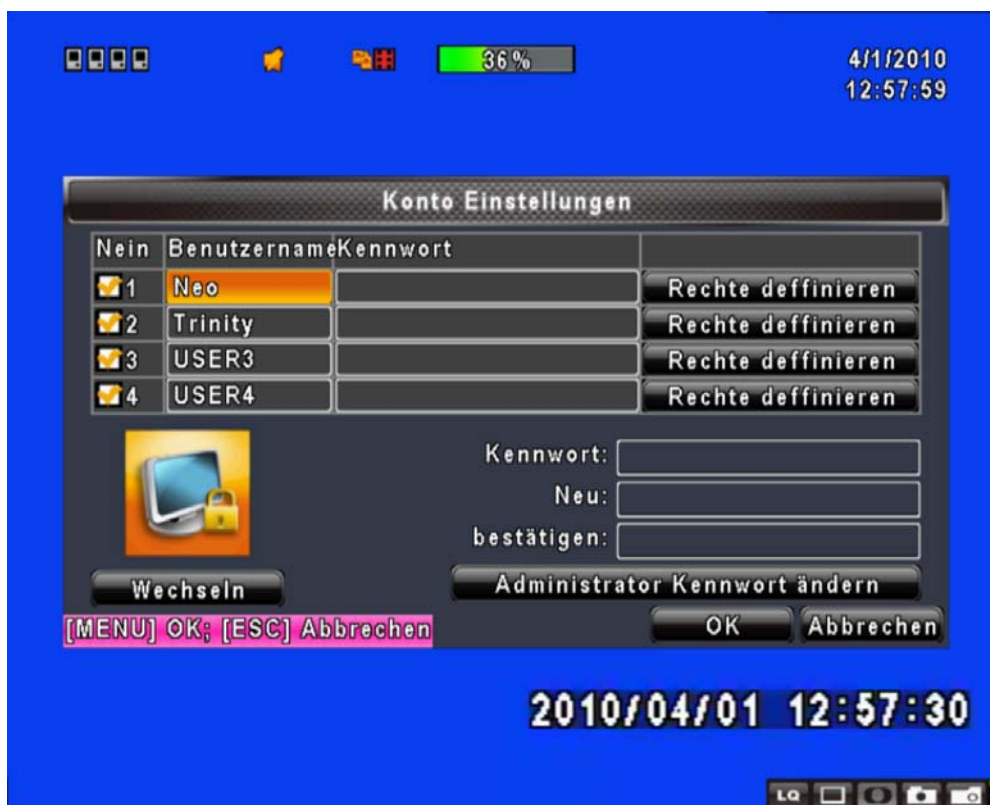 36%
4/1/2010
12:57:59
Konto Einstellungen
Nein Benutzername Kennwort
1 Neo Rechte deffinieren
2 Trinity Rechte deffinieren
3 USER3 Rechte deffinieren
4 USER4 Rechte deffinieren
Kennwort:
Neu:
bestätigen:
Wechseln
Administrator Kennwort ändern
[MENU] OK; [ESC] Abbrechen
OK Abbrechen
2010/04/01 12:57:30
LQ